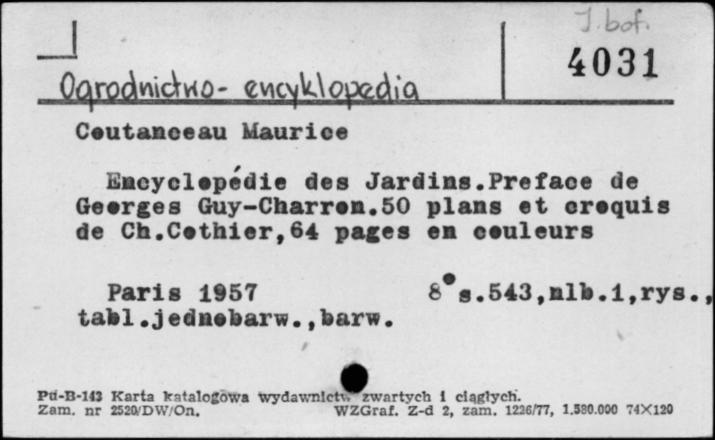 J. bot.
4031
Ogrodnictwo - encyklopedia
Coutanceau Maurice
Encyclopédie des Jardins.Preface de
Georges Guy-Charron.50 plans et croquis
de Ch.Cothier,64 pages en couleurs
Paris 1957 8° s.543,nlb.1,rys.,
tabl.jednobarw.,barw.
Pu-B-143 Karta katalogowa wydawnictw zwartych i ciągłych.
Zam. nr 2520/DW/On. WZGraf. Z-d 2, zam. 1226/77, 1.580.000 74X120